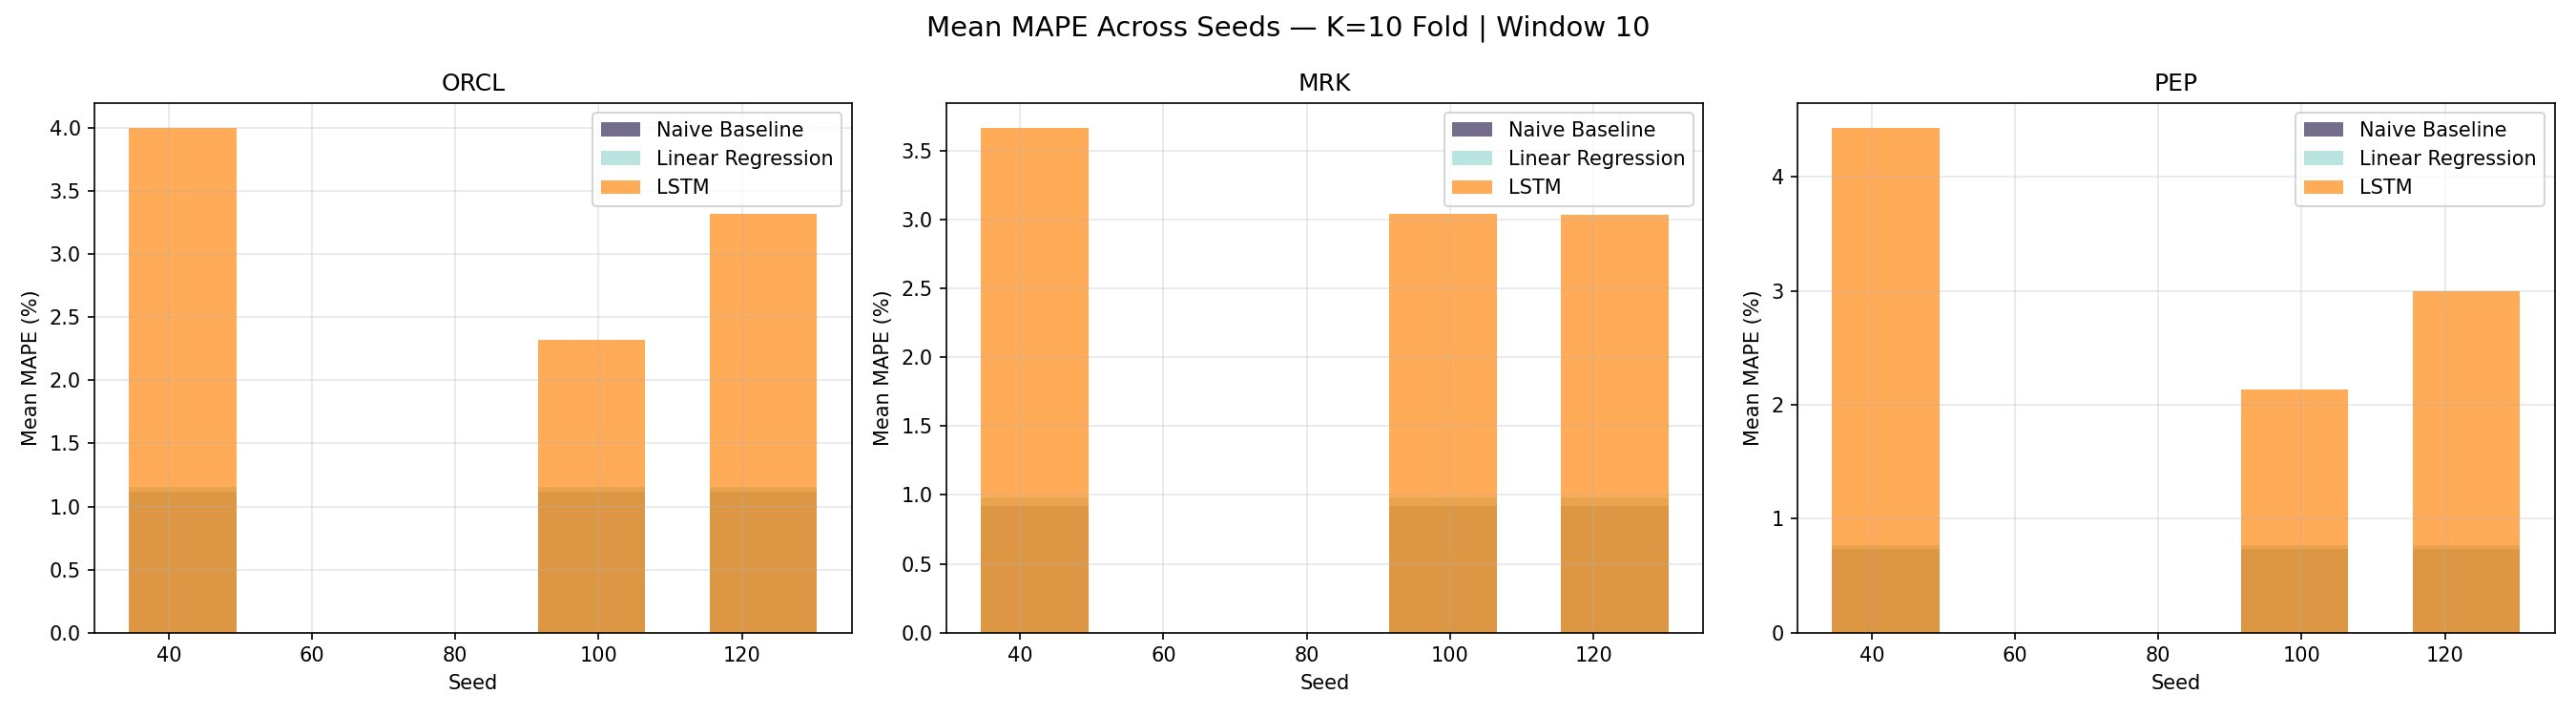 Mean MAPE Across Seeds — K=10 Fold | Window 10
ORCL
Mean MAPE (%)
4.0
3.5
3.0
2.5
2.0
1.5
1.0
0.5
0.0
Naive Baseline
Linear Regression
LSTM
40 60 80 100 120
Seed
MRK
Mean MAPE (%)
3.5
3.0
2.5
2.0
1.5
1.0
0.5
0.0
Naive Baseline
Linear Regression
LSTM
40 60 80 100 120
Seed
PEP
Mean MAPE (%)
4
3
2
1
0
Naive Baseline
Linear Regression
LSTM
40 60 80 100 120
Seed